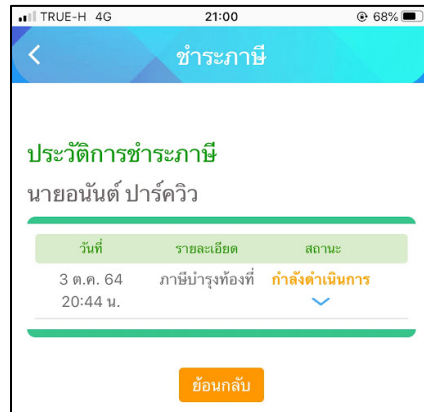 TRUE-H 4G 21:00 68%
ชำระภาษี
ประวัติการชำระภาษี
นายอนันต์ ปาร์ควิว
วันที่ รายละเอียด สถานะ
3 ต.ค. 64 ภาษีบำรุงท้องที่ กำลังดำเนินการ
20:44 น.
ย้อนกลับ